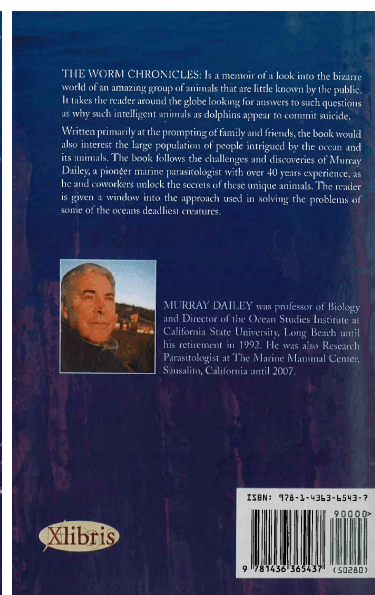 THE WORM CHRONICLES: Is a memoir of a look into the bizarre
world of an amazing group of animals that are little known by the public.
It takes the reader around the globe looking for answers to such questions
as why such intelligent animals as dolphins appear to commit suicide.
Written primarily at the prompting of family and friends, the book would
also interest the large population of people intrigued by the ocean and
its animals. The book follows the challenges and discoveries of Murray
Dailey, a pioneer marine parasitologist with over 40 years experience, as
he and coworkers unlock the secrets of these unique animals. The reader
is given a window into the approach used in solving the problems of
some of the oceans deadliest creatures.
MURRAY DAILEY was professor of Biology
and Director of the Ocean Studies Institute at
California State University, Long Beach until
his retirement in 1992. He was also Research
Parasitologist at The Marine Mammal Center,
Sausalito, California until 2007.
ISBN: 978-1-4363-6543-7
90000>
9 781436 365437
(50280)
Xlibris